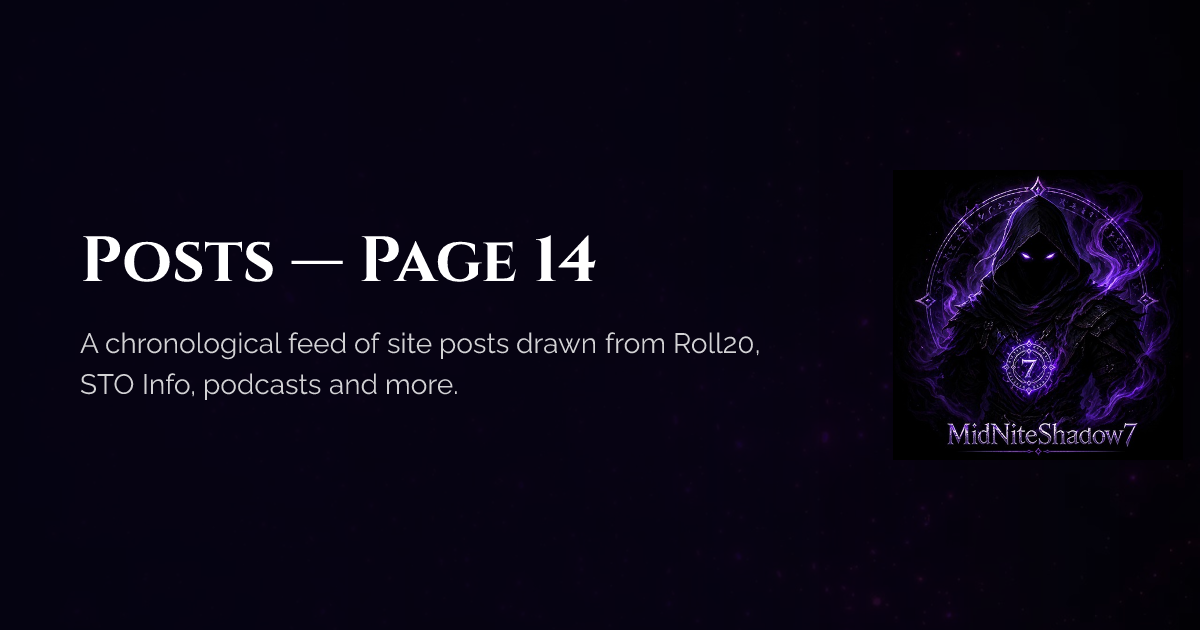 Posts — Page 14
A chronological feed of site posts drawn from Roll20,
STO Info, podcasts and more.
7
MidNiteShadow7